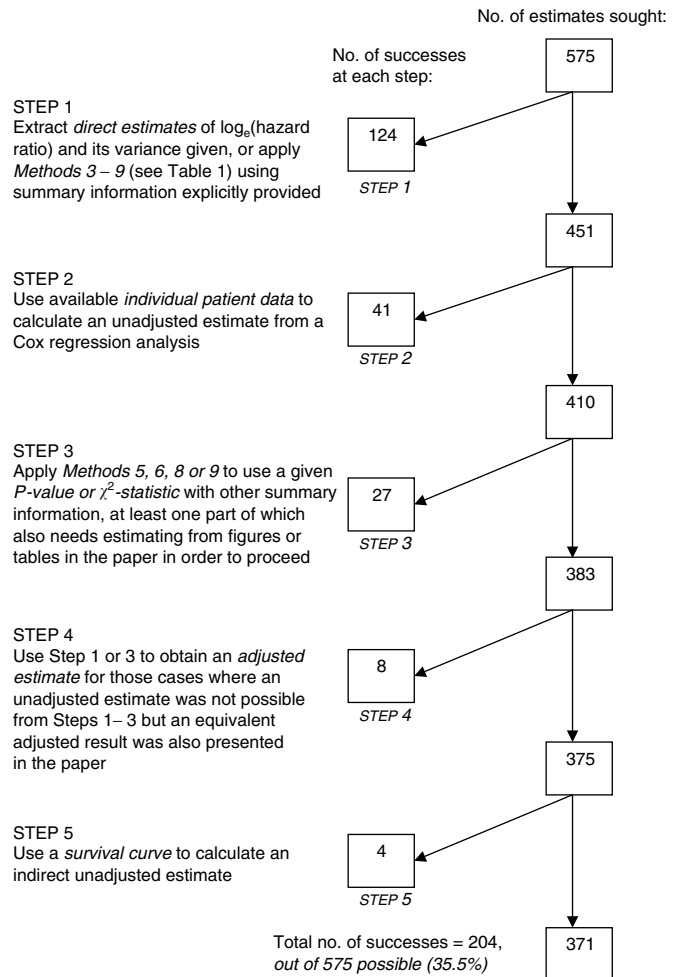 No. of estimates sought:
575
No. of successes
at each step:
STEP 1
Extract direct estimates of logₑ(hazard
ratio) and its variance given, or apply
Methods 3 – 9 (see Table 1) using
summary information explicitly provided
124
STEP 1
451
STEP 2
Use available individual patient data to
calculate an unadjusted estimate from a
Cox regression analysis
41
STEP 2
410
STEP 3
Apply Methods 5, 6, 8 or 9 to use a given
P-value or χ²-statistic with other summary
information, at least one part of which
also needs estimating from figures or
tables in the paper in order to proceed
27
STEP 3
383
STEP 4
Use Step 1 or 3 to obtain an adjusted
estimate for those cases where an
unadjusted estimate was not possible
from Steps 1– 3 but an equivalent
adjusted result was also presented
in the paper
8
STEP 4
375
STEP 5
Use a survival curve to calculate an
indirect unadjusted estimate
4
STEP 5
Total no. of successes = 204,
out of 575 possible (35.5%)
371